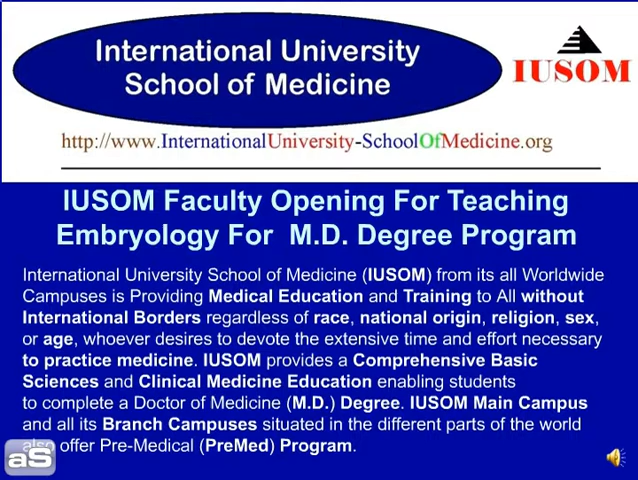 International University
School of Medicine
IUSOM
http://www.InternationalUniversity-SchoolOfMedicine.org
IUSOM Faculty Opening For Teaching
Embryology For M.D. Degree Program
International University School of Medicine (IUSOM) from its all Worldwide
Campuses is Providing Medical Education and Training to All without
International Borders regardless of race, national origin, religion, sex,
or age, whoever desires to devote the extensive time and effort necessary
to practice medicine. IUSOM provides a Comprehensive Basic
Sciences and Clinical Medicine Education enabling students
to complete a Doctor of Medicine (M.D.) Degree. IUSOM Main Campus
and all its Branch Campuses situated in the different parts of the world
also offer Pre-Medical (PreMed) Program.
aS